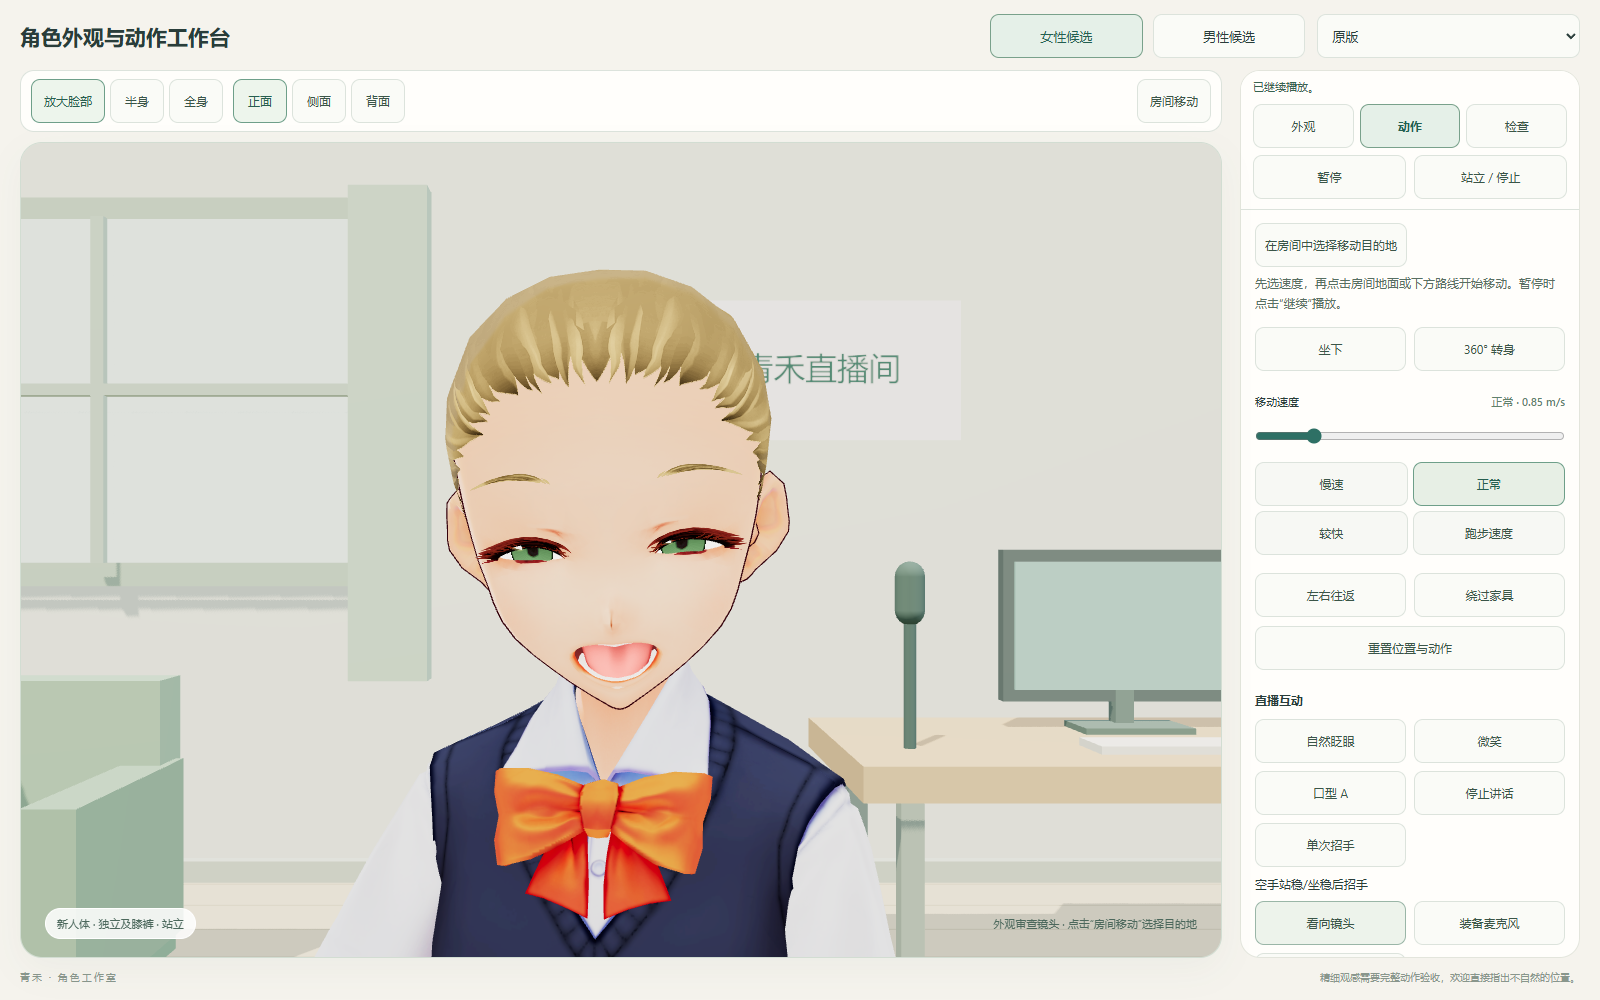 角色外观与动作工作台
女性候选
男性候选
原版
放大脸部
半身
全身
正面
侧面
背面
房间移动
青禾直播间
新人体 · 独立及膝裤 · 站立
外观审查镜头 · 点击“房间移动”选择目的地
已继续播放。
外观
动作
检查
暂停
站立 / 停止
在房间中选择移动目的地
先选速度，再点击房间地面或下方路线开始移动。暂停时
点击“继续”播放。
坐下
360° 转身
移动速度
正常 · 0.85 m/s
慢速
正常
较快
跑步速度
左右往返
绕过家具
重置位置与动作
直播互动
自然眨眼
微笑
口型 A
停止讲话
单次招手
空手站稳/坐稳后招手
看向镜头
装备麦克风
青禾 · 角色工作室
精细观感需要完整动作验收，欢迎直接指出不自然的位置。